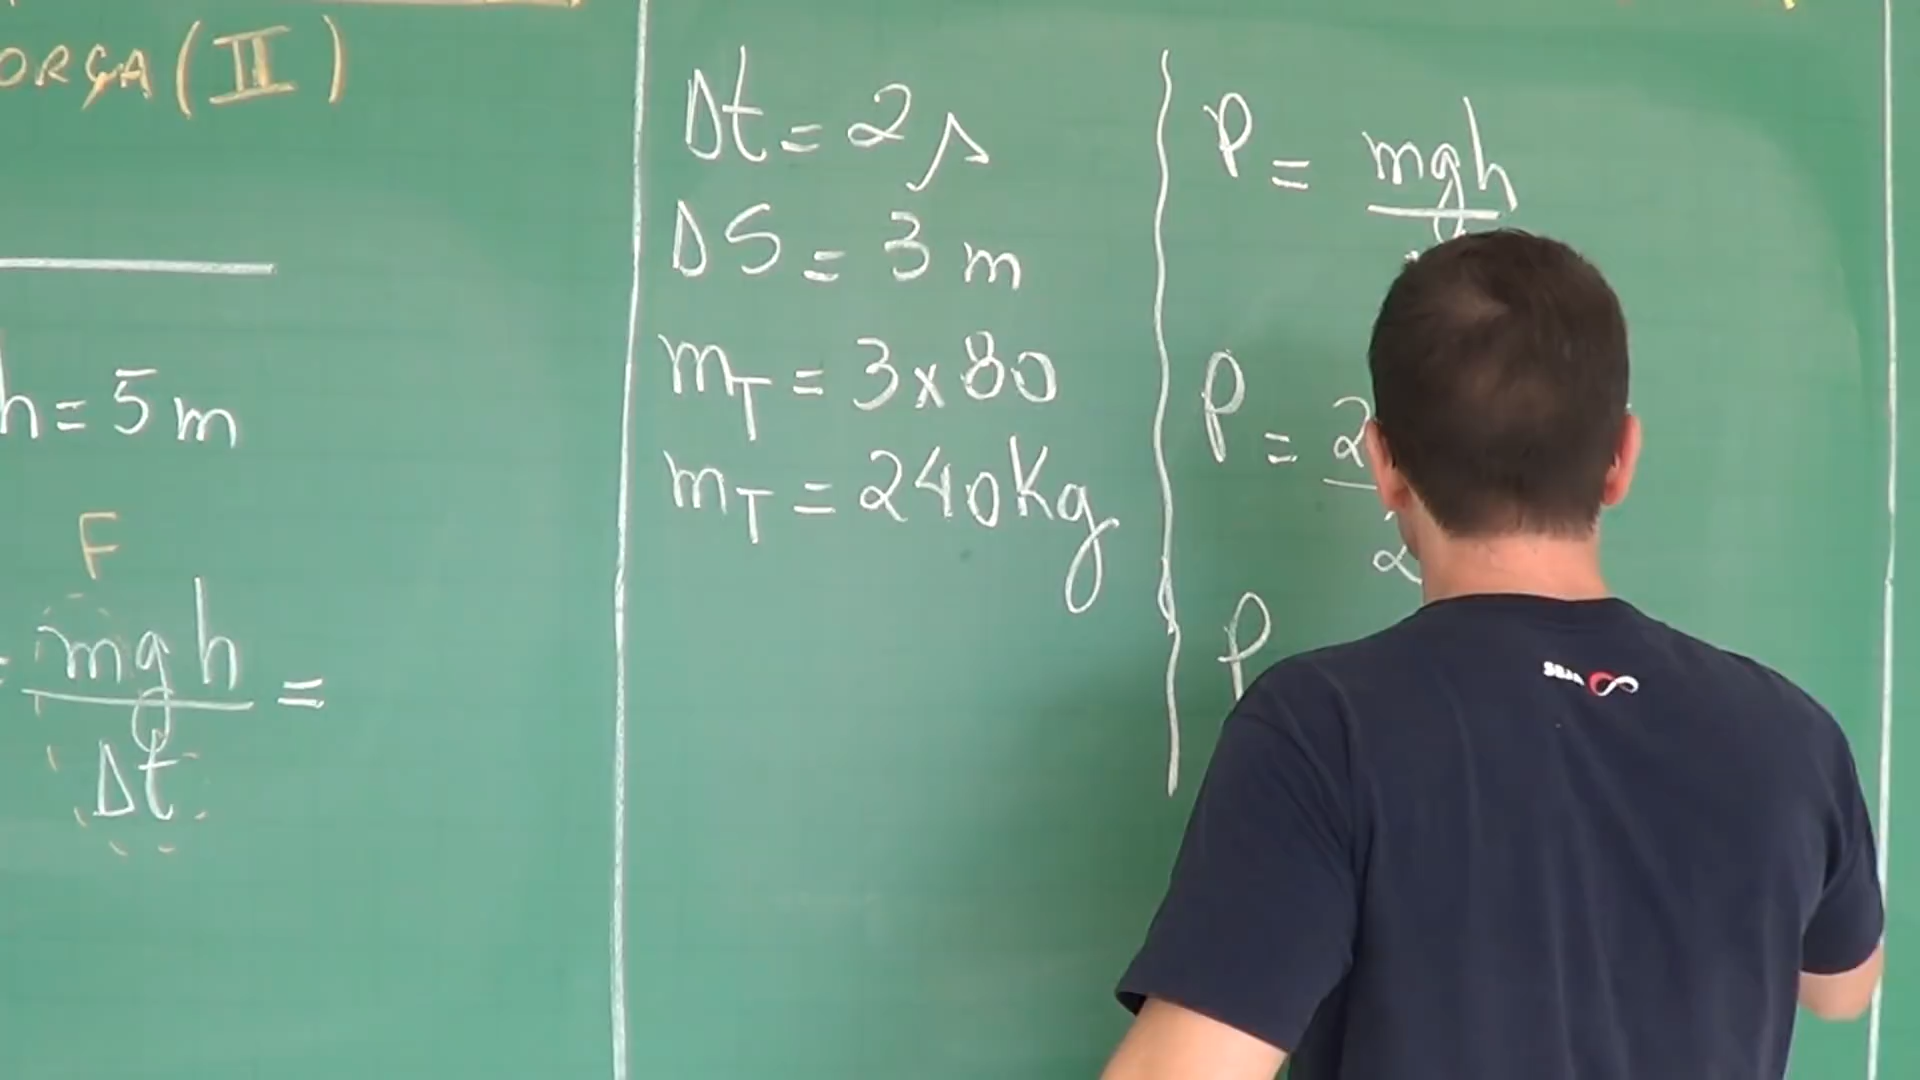 ORÇA (II)
h = 5 m
F
= mgh =
Δt
Δt = 2 s
ΔS = 3 m
mT = 3 x 80
mT = 240 Kg
P = mgh
P = 2
2
P